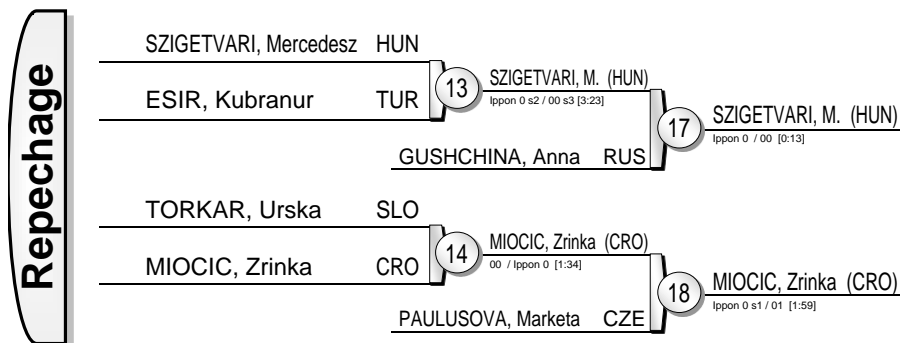 Repechage
SZIGETVARI, Mercedesz HUN
ESIR, Kubranur TUR
13
SZIGETVARI, M. (HUN)
Ippon 0 s2 / 00 s3 [3:23]
GUSHCHINA, Anna RUS
17
SZIGETVARI, M. (HUN)
Ippon 0 / 00 [0:13]
TORKAR, Urska SLO
MIOCIC, Zrinka CRO
14
MIOCIC, Zrinka (CRO)
00 / Ippon 0 [1:34]
PAULUSOVA, Marketa CZE
18
MIOCIC, Zrinka (CRO)
Ippon 0 s1 / 01 [1:59]